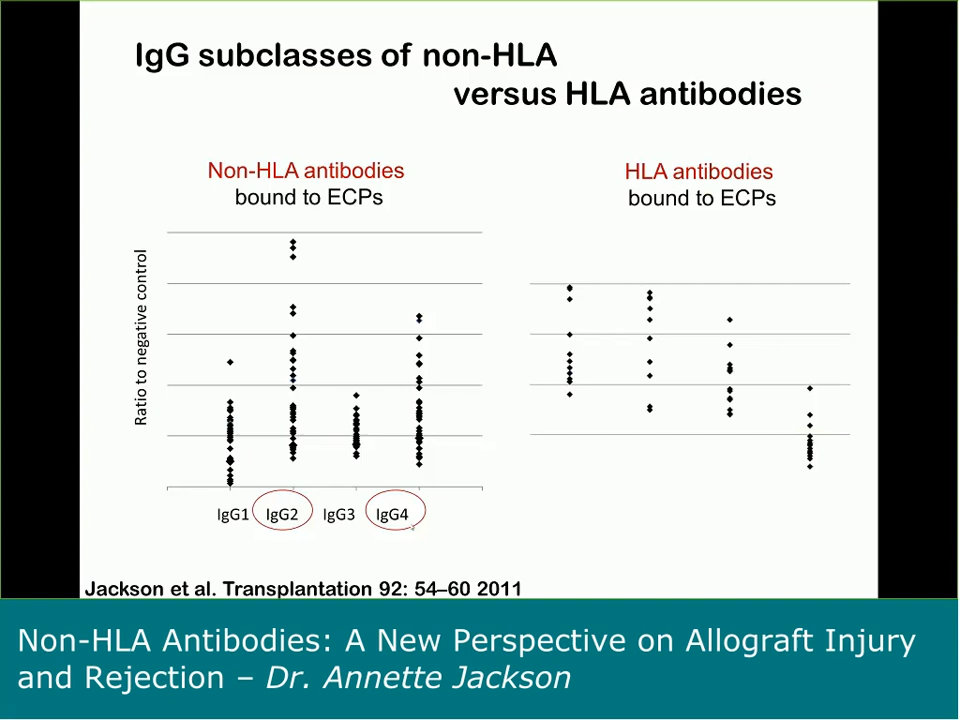 IgG subclasses of non-HLA
versus HLA antibodies
Non-HLA antibodies
bound to ECPs
HLA antibodies
bound to ECPs
Ratio to negative control
IgG1 IgG2 IgG3 IgG4
Jackson et al. Transplantation 92: 54–60 2011
Non-HLA Antibodies: A New Perspective on Allograft Injury
and Rejection – Dr. Annette Jackson